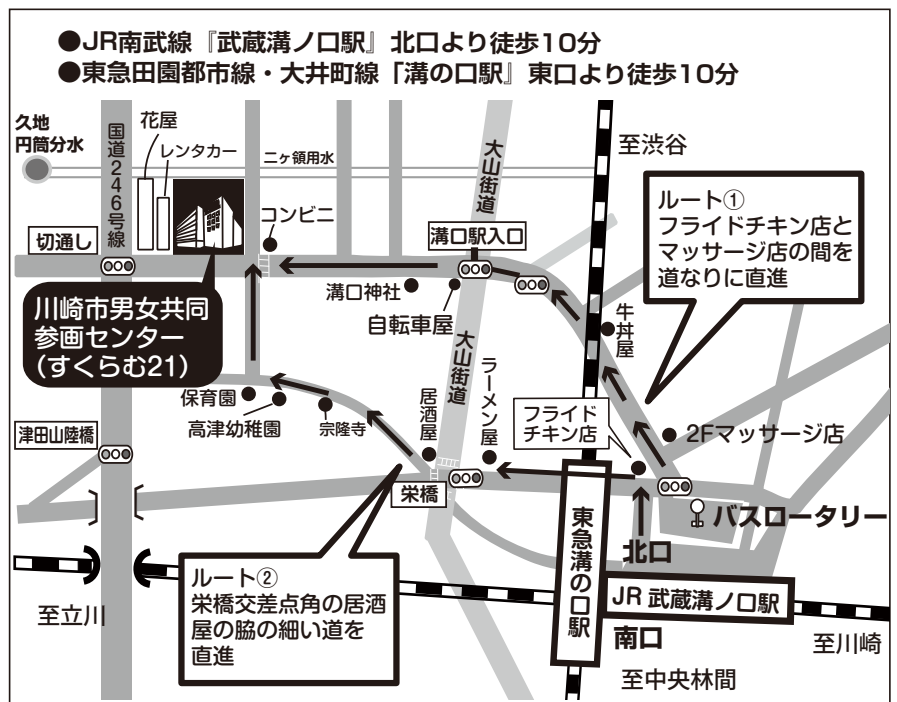 ●JR南武線『武蔵溝ノ口駅』北口より徒歩10分
●東急田園都市線・大井町線「溝の口駅』東口より徒歩10分
久地
円筒分水
国道246号線
花屋
レンタカー
二ヶ領用水
大山街道
至渋谷
コンビニ
切通し
溝口駅入口
ルート①
フライドチキン店と
マッサージ店の間を
道なりに直進
川崎市男女共同
参画センター
(すくらむ21)
溝口神社
自転車屋
牛丼屋
大山街道
保育園
高津幼稚園
宗隆寺
居酒屋
ラーメン屋
フライド
チキン店
2Fマッサージ店
津田山陸橋
栄橋
バスロータリー
北口
東急溝の口駅
ルート②
栄橋交差点角の居酒
屋の脇の細い道を
直進
JR 武蔵溝ノ口駅
至立川
南口
至川崎
至中央林間